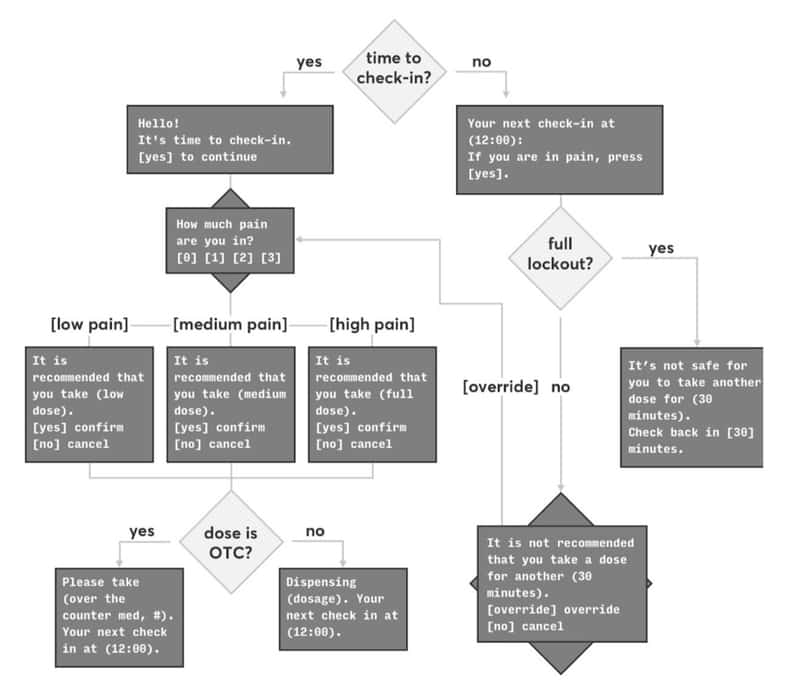 time to
check-in?
yes
no
Hello!
It's time to check-in.
[yes] to continue
Your next check-in at
(12:00):
If you are in pain, press
[yes].
How much pain
are you in?
[0] [1] [2] [3]
full
lockout?
yes
[low pain]
[medium pain]
[high pain]
It is
recommended that
you take (low
dose).
[yes] confirm
[no] cancel
It is
recommended that
you take (medium
dose).
[yes] confirm
[no] cancel
It is
recommended that
you take (full
dose).
[yes] confirm
[no] cancel
[override]
no
It's not safe for
you to take another
dose for (30
minutes).
Check back in [30]
minutes.
dose is
OTC?
yes
no
Please take
(over the
counter med, #).
Your next check
in at (12:00).
Dispensing
(dosage). Your
next check in at
(12:00).
It is not recommended
that you take a dose
for another (30
minutes).
[override] override
[no] cancel